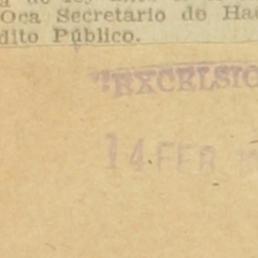 Oca Secretario de Ha
dito Público.
"EXCELSIO
14 FEB